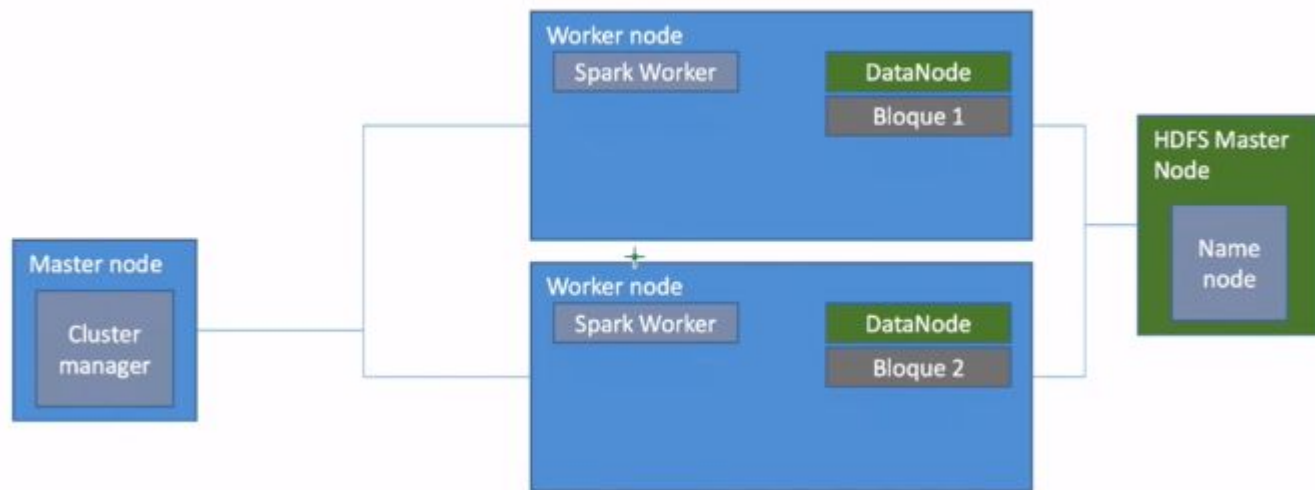 Worker node
Spark Worker
DataNode
Bloque 1
HDFS Master
Node
Name
node
Master node
Cluster
manager
Worker node
Spark Worker
DataNode
Bloque 2